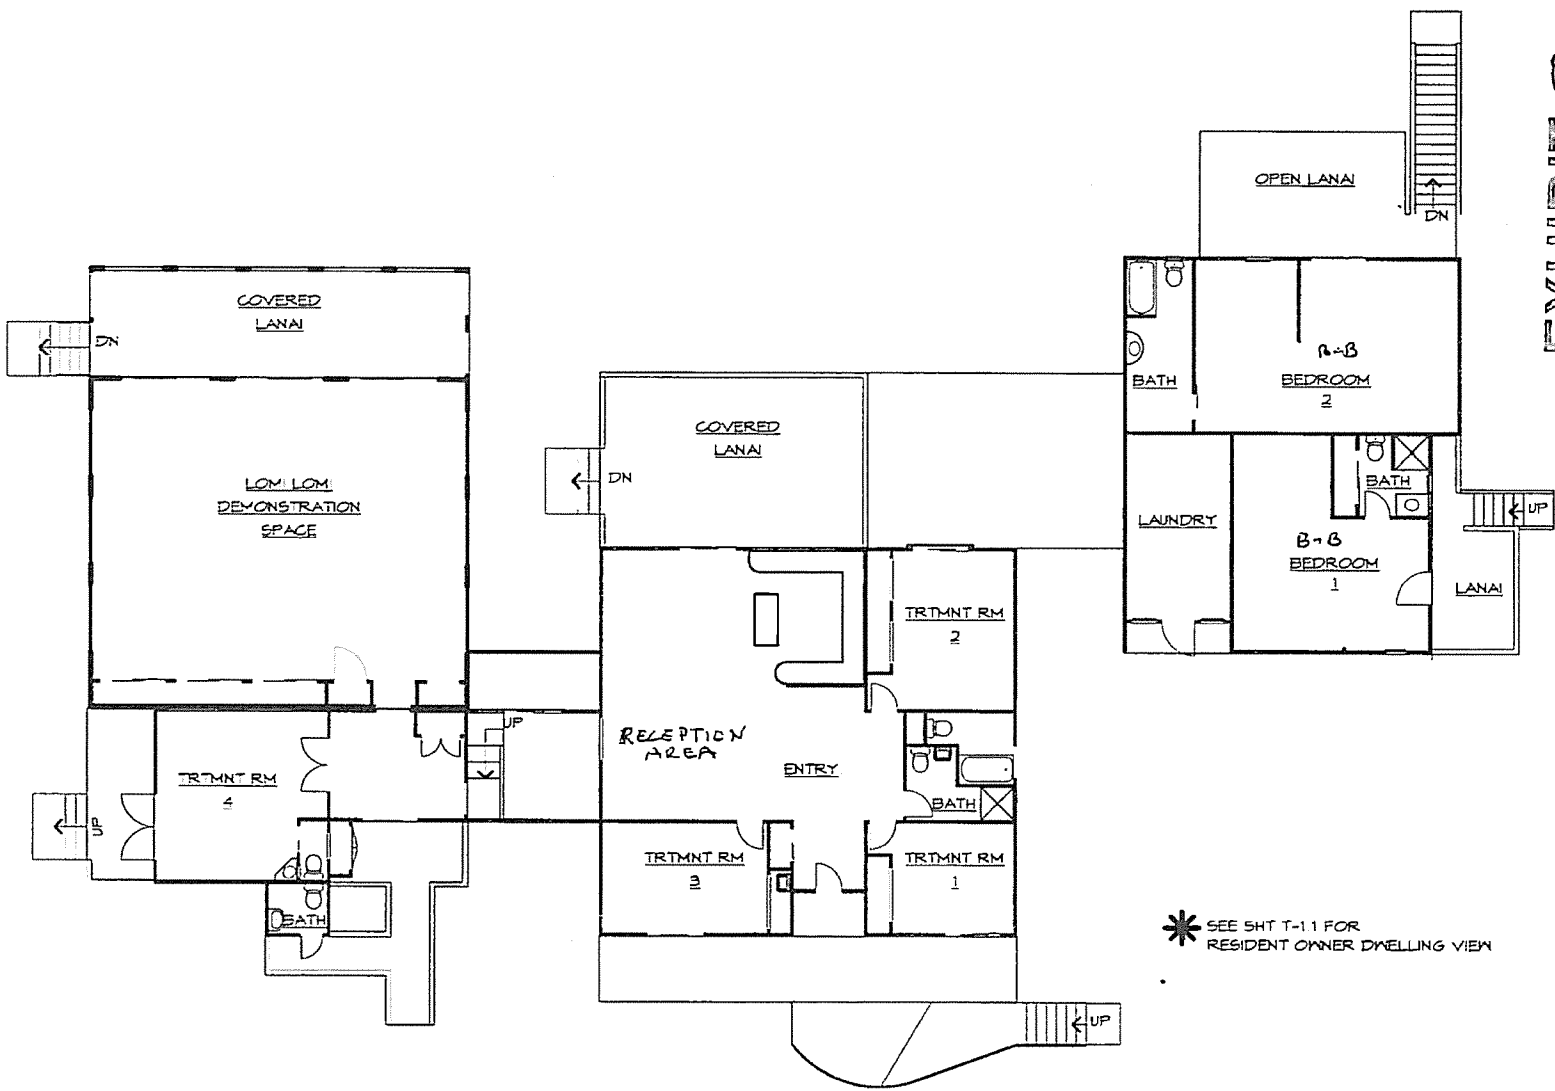 OPEN LANAI
DN
COVERED
LANAI
DN
BATH
B-B
BEDROOM
2
COVERED
LANAI
DN
LOMI LOMI
DEMONSTRATION
SPACE
LAUNDRY
BATH
UP
B-B
BEDROOM
1
LANAI
TRTMNT RM
2
UP
RECEPTION
AREA
ENTRY
TRTMNT RM
4
UP
BATH
TRTMNT RM
3
TRTMNT RM
1
BATH
SEE SHT T-1.1 FOR
RESIDENT OWNER DWELLING VIEW
UP